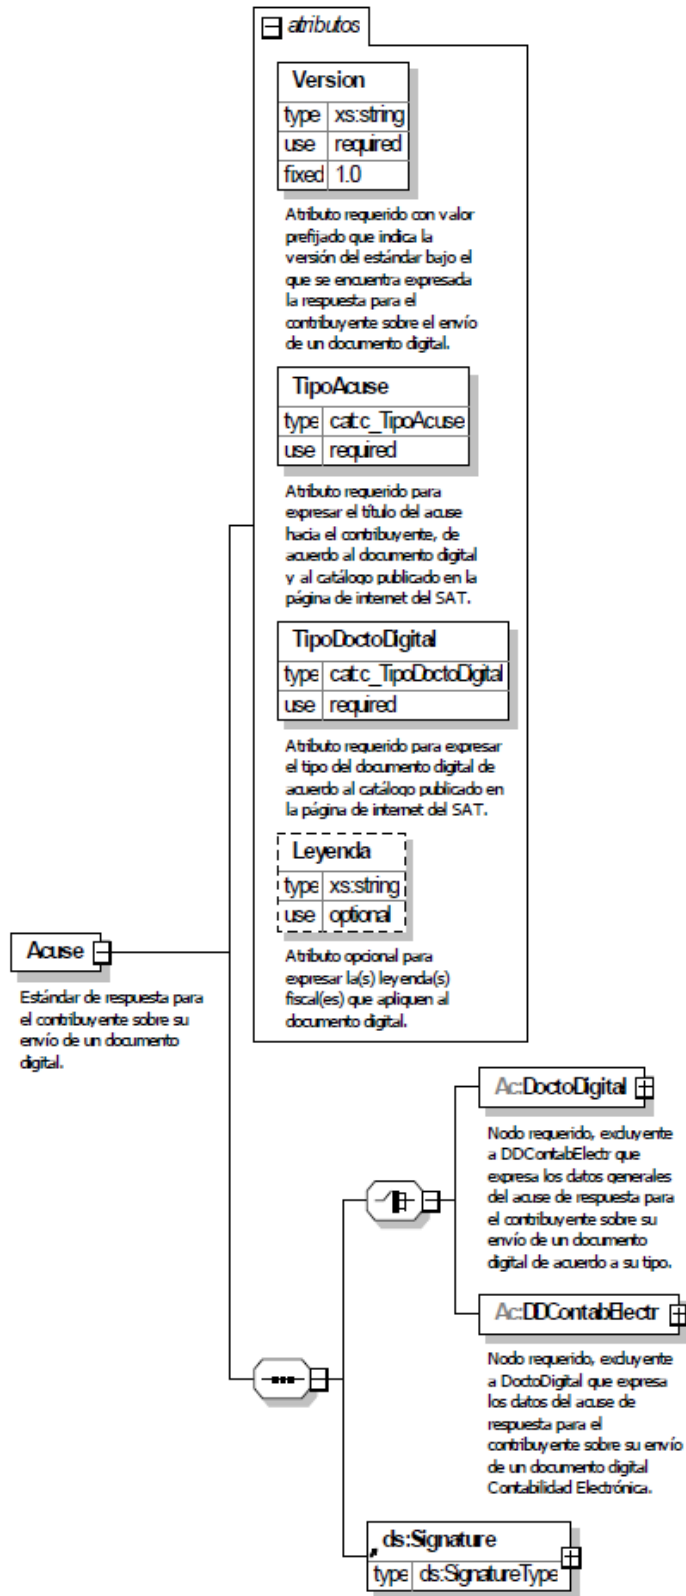 atributos
Version
type xs:string
use required
fixed 1.0
Atributo requerido con valor
prefijado que indica la
versión del estándar bajo el
que se encuentra expresada
la respuesta para el
contribuyente sobre el envío
de un documento digital.
TipoAcuse
type cat:c_TipoAcuse
use required
Atributo requerido para
expresar el título del acuse
hacia el contribuyente, de
acuerdo al documento digital
y al catálogo publicado en la
página de internet del SAT.
TipoDoctoDigital
type cat:c_TipoDoctoDigital
use required
Atributo requerido para expresar
el tipo del documento digital de
acuerdo al catálogo publicado en
la página de internet del SAT.
Leyenda
type xs:string
use optional
Atributo opcional para
expresar la(s) leyenda(s)
fiscal(es) que apliquen al
documento digital.
Acuse
Estándar de respuesta para
el contribuyente sobre su
envío de un documento
digital.
Ac:DoctoDigital
Nodo requerido, excluyente
a DDContabElectr que
expresa los datos generales
del acuse de respuesta para
el contribuyente sobre su
envío de un documento
digital de acuerdo a su tipo.
Ac:DDContabElectr
Nodo requerido, excluyente
a DoctoDigital que expresa
los datos del acuse de
respuesta para el
contribuyente sobre su envío
de un documento digital
Contabilidad Electrónica.
ds:Signature
type ds:SignatureType